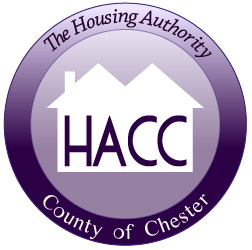 The Housing Authority
HACC
County of Chester